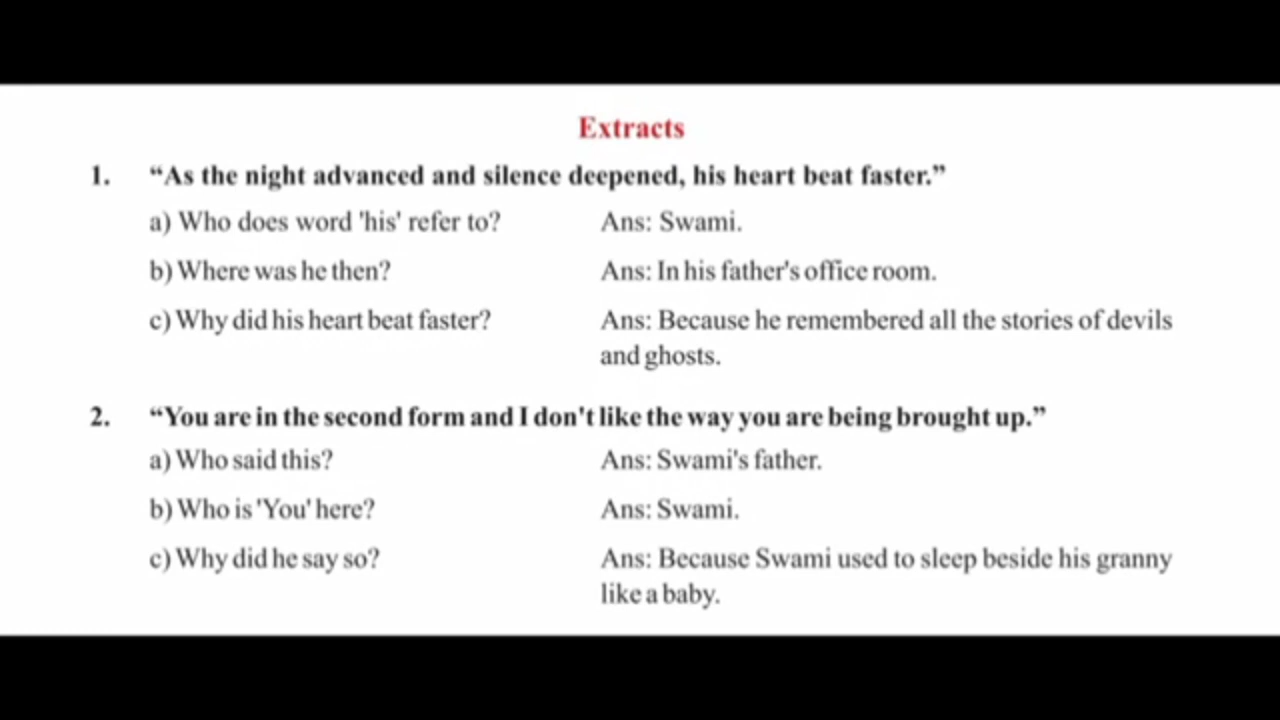 Extracts
1. “As the night advanced and silence deepened, his heart beat faster.”
a) Who does word 'his' refer to? Ans: Swami.
b) Where was he then? Ans: In his father's office room.
c) Why did his heart beat faster? Ans: Because he remembered all the stories of devils
and ghosts.
2. “You are in the second form and I don't like the way you are being brought up.”
a) Who said this? Ans: Swami's father.
b) Who is 'You' here? Ans: Swami.
c) Why did he say so? Ans: Because Swami used to sleep beside his granny
like a baby.